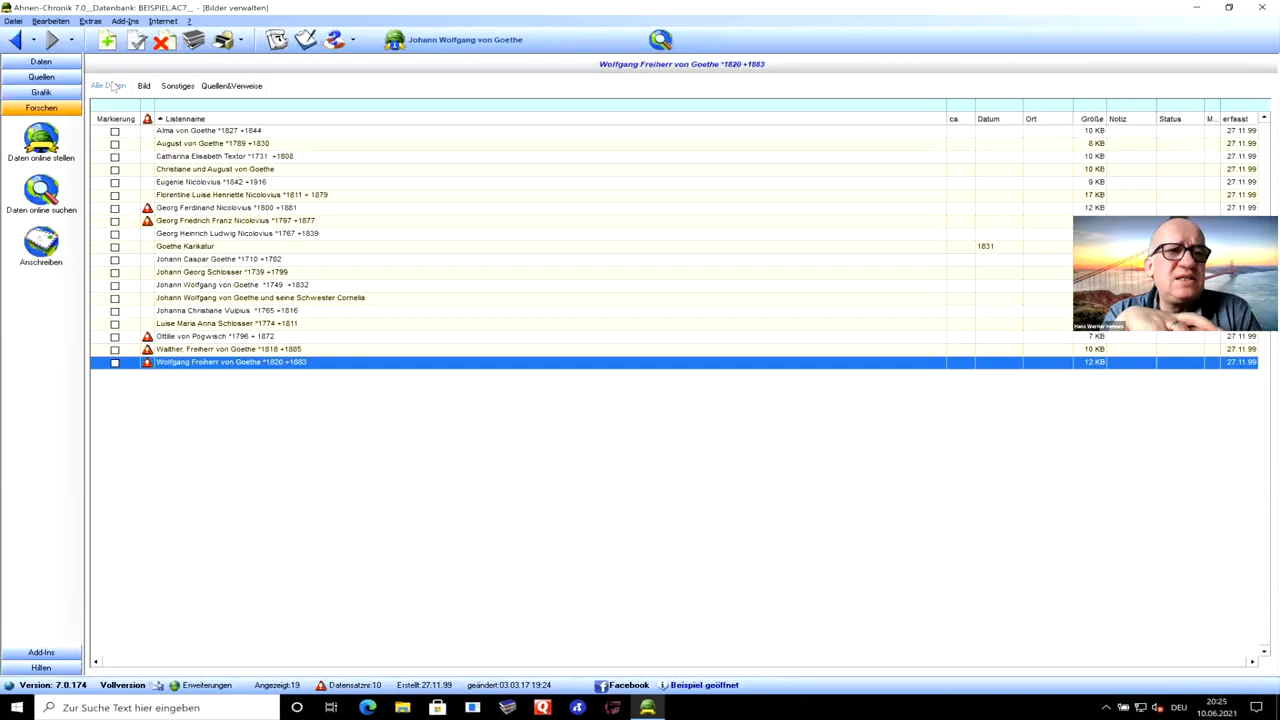 Ahnen-Chronik 7.0__Datenbank: BEISPIEL.AC7__ - [Bilder verwalten]
Datei Bearbeiten Extras Add-Ins Internet ?
Johann Wolfgang von Goethe
Daten
Quellen
Grafik
Forschen
Daten online stellen
Daten online suchen
Anschreiben
Add-Ins
Hilfen
Wolfgang Freiherr von Goethe *1820 +1883
Alle Daten Bild Sonstiges Quellen&Verweise
Markierung Listenname ca. Datum Ort Größe Notiz Status M... erfasst
Alma von Goethe *1827 +1844 10 KB 27.11.99
August von Goethe *1789 +1830 8 KB 27.11.99
Catharina Elisabeth Textor *1731 +1808 10 KB 27.11.99
Christiane und August von Goethe 10 KB 27.11.99
Eugenie Nicolovius *1842 +1916 9 KB 27.11.99
Florentine Luise Henriette Nicolovius *1811 + 1879 17 KB 27.11.99
Georg Ferdinand Nicolovius *1800 +1881 12 KB 27.11.99
Georg Friedrich Franz Nicolovius *1797 +1877
Georg Heinrich Ludwig Nicolovius *1767 +1839
Goethe Karikatur 1831
Johann Caspar Goethe *1710 +1782
Johann Georg Schlosser *1739 +1799
Johann Wolfgang von Goethe *1749 +1832
Johann Wolfgang von Goethe und seine Schwester Cornelia
Johanna Christiane Vulpius *1765 +1816
Luise Maria Anna Schlosser *1774 +1811
Ottilie von Pogwisch *1796 + 1872 7 KB 27.11.99
Walther, Freiherr von Goethe *1818 +1885 10 KB 27.11.99
Wolfgang Freiherr von Goethe *1820 +1883 12 KB 27.11.99
Hans Werner Hennes
Version: 7.0.174 Vollversion Erweiterungen Angezeigt:19 Datensatznr:10 Erstellt:27.11.99 geändert:03.03.17 19:24 Facebook Beispiel geöffnet
Zur Suche Text hier eingeben
DEU
20:25
10.06.2021